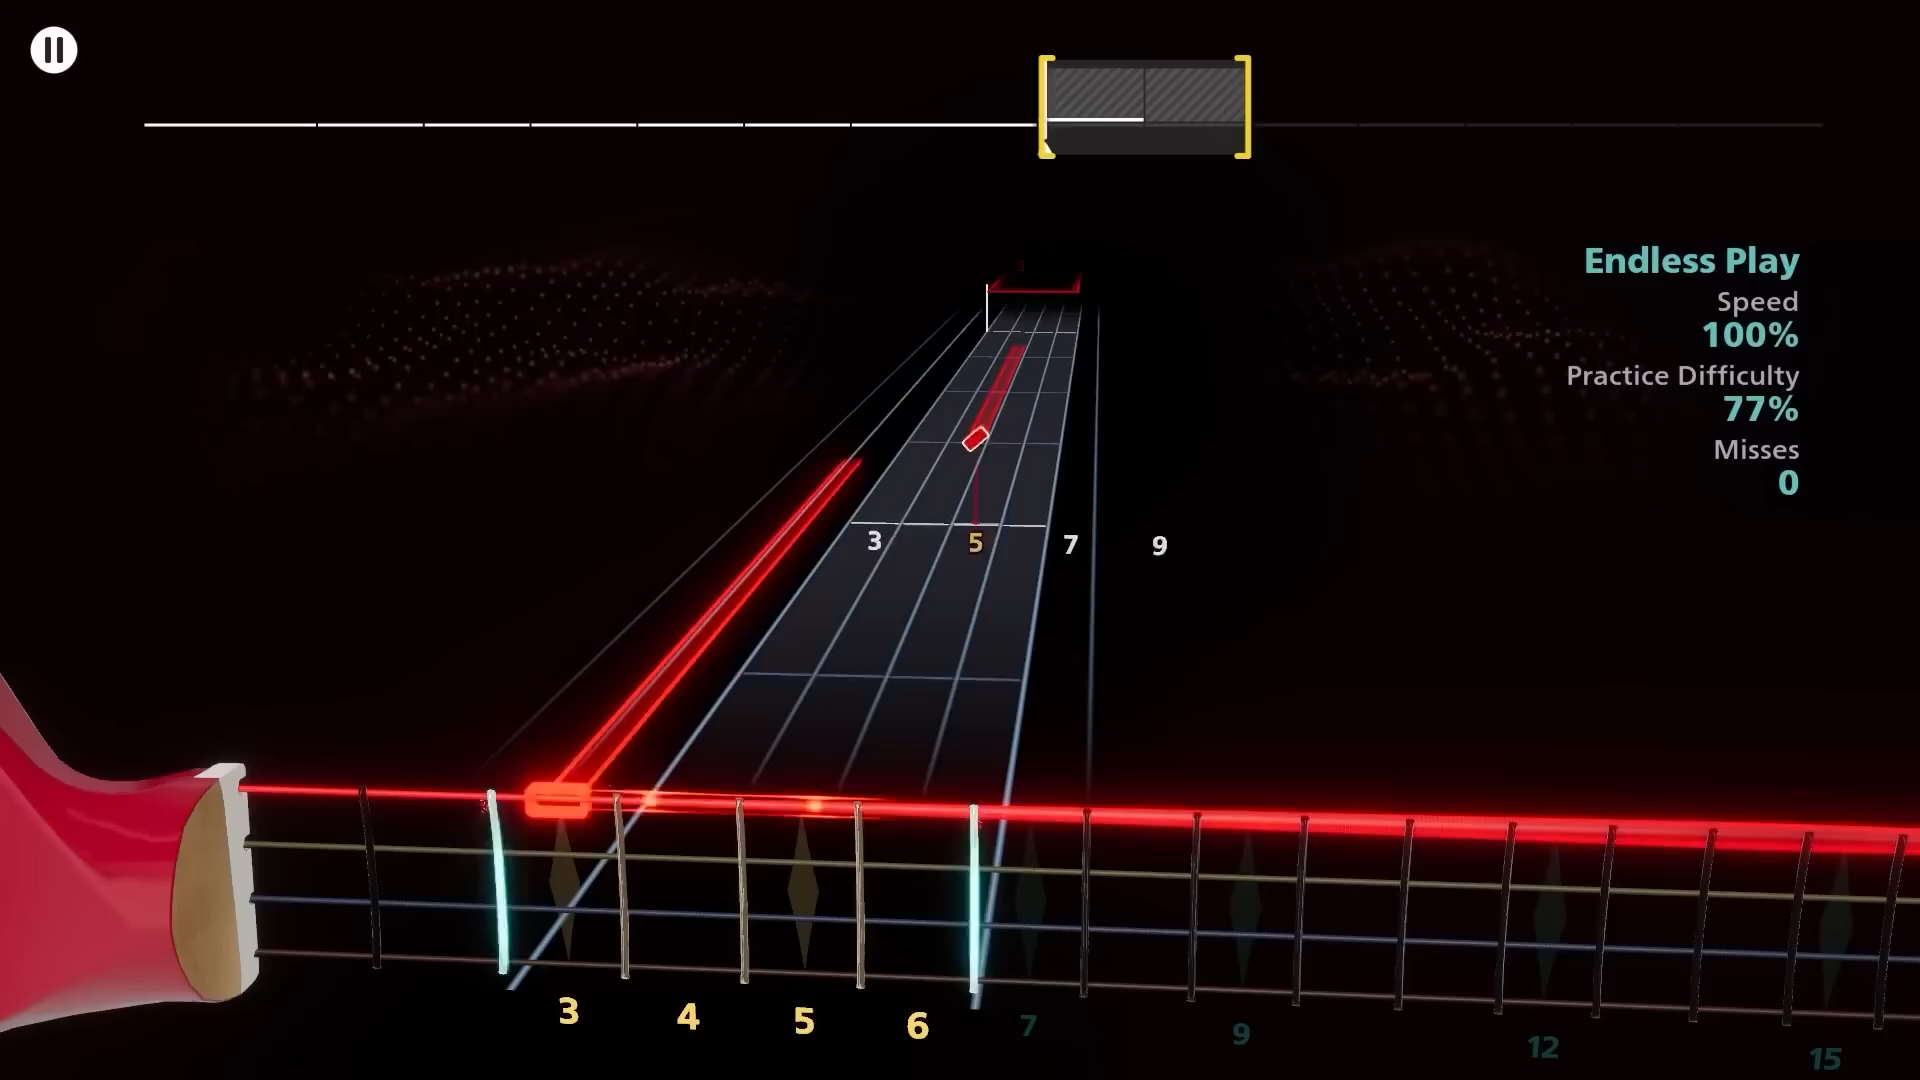 Endless Play
Speed
100%
Practice Difficulty
77%
Misses
0
3 5 7 9
3 4 5 6 7 9 12 15